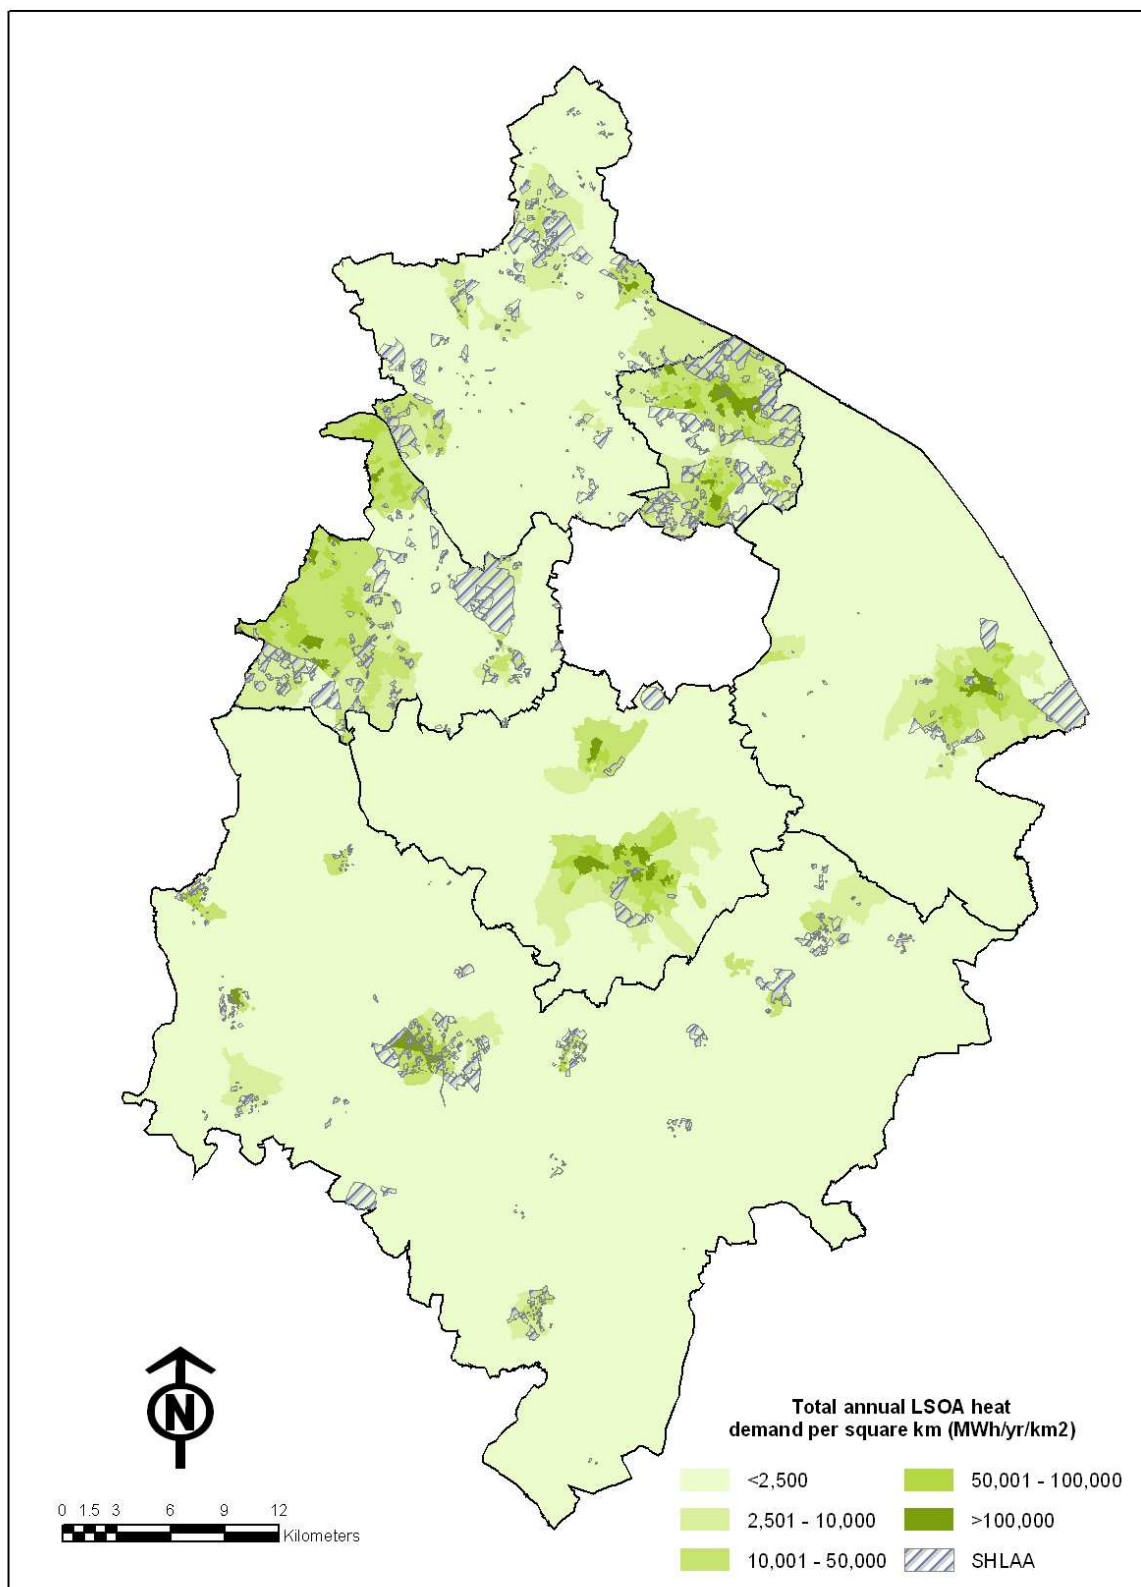 N
0 1.5 3 6 9 12
Kilometers
Total annual LSOA heat
demand per square km (MWh/yr/km2)
<2,500
2,501 - 10,000
10,001 - 50,000
50,001 - 100,000
>100,000
SHLAA